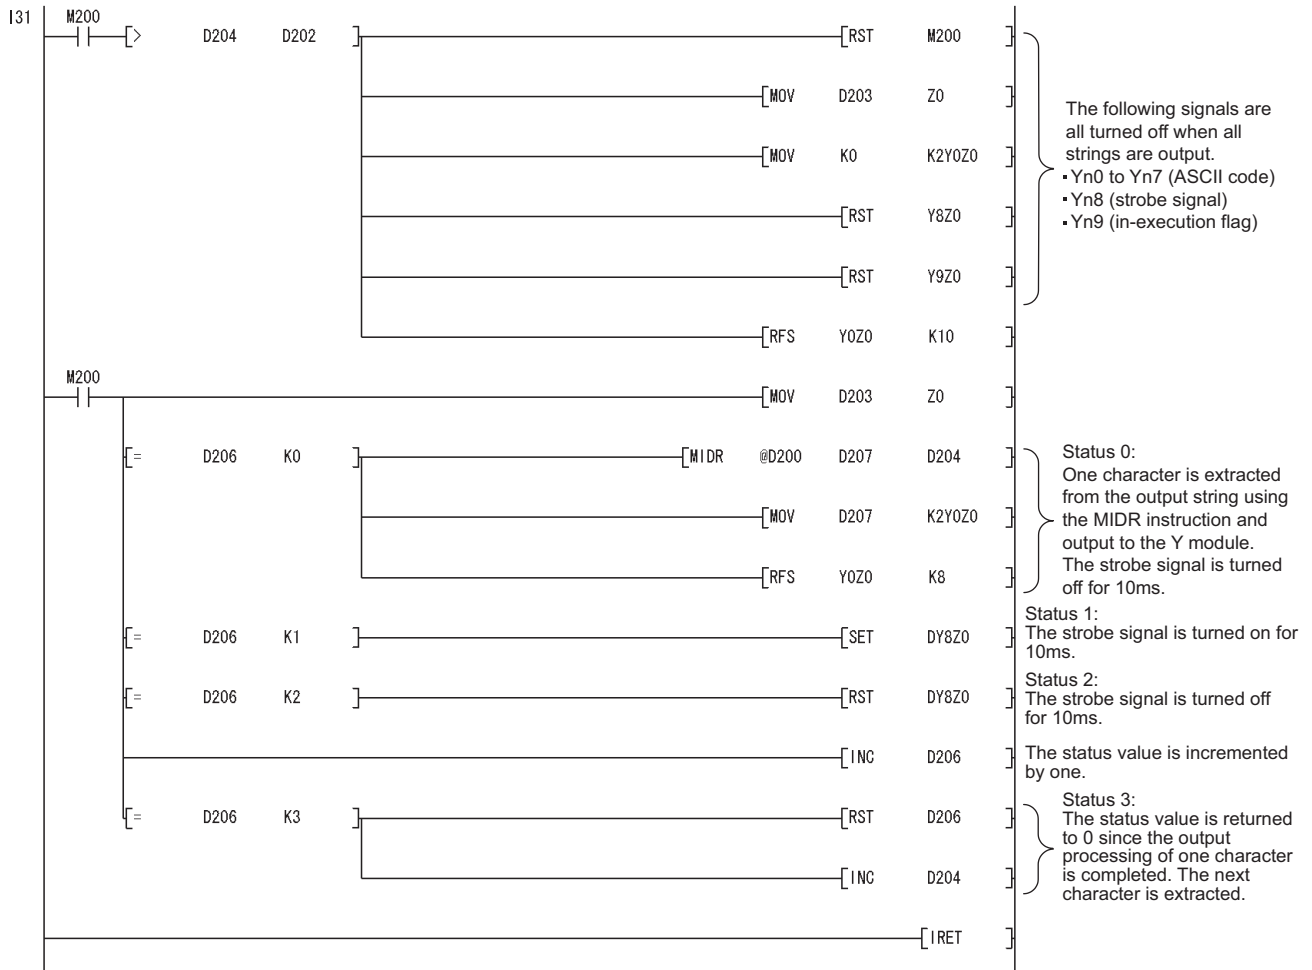 I31
M200
[> D204 D202 ]
[RST M200 ]
[MOV D203 Z0 ]
[MOV K0 K2Y0Z0 ]
[RST Y8Z0 ]
[RST Y9Z0 ]
[RFS Y0Z0 K10 ]
The following signals are
all turned off when all
strings are output.
▪ Yn0 to Yn7 (ASCII code)
▪ Yn8 (strobe signal)
▪ Yn9 (in-execution flag)
M200
[MOV D203 Z0 ]
[= D206 K0 ]
[MIDR @D200 D207 D204 ]
[MOV D207 K2Y0Z0 ]
[RFS Y0Z0 K8 ]
Status 0:
One character is extracted
from the output string using
the MIDR instruction and
output to the Y module.
The strobe signal is turned
off for 10ms.
[= D206 K1 ]
[SET DY8Z0 ]
Status 1:
The strobe signal is turned on for
10ms.
[= D206 K2 ]
[RST DY8Z0 ]
Status 2:
The strobe signal is turned off
for 10ms.
[INC D206 ]
The status value is incremented
by one.
[= D206 K3 ]
[RST D206 ]
[INC D204 ]
Status 3:
The status value is returned
to 0 since the output
processing of one character
is completed. The next
character is extracted.
[IRET ]